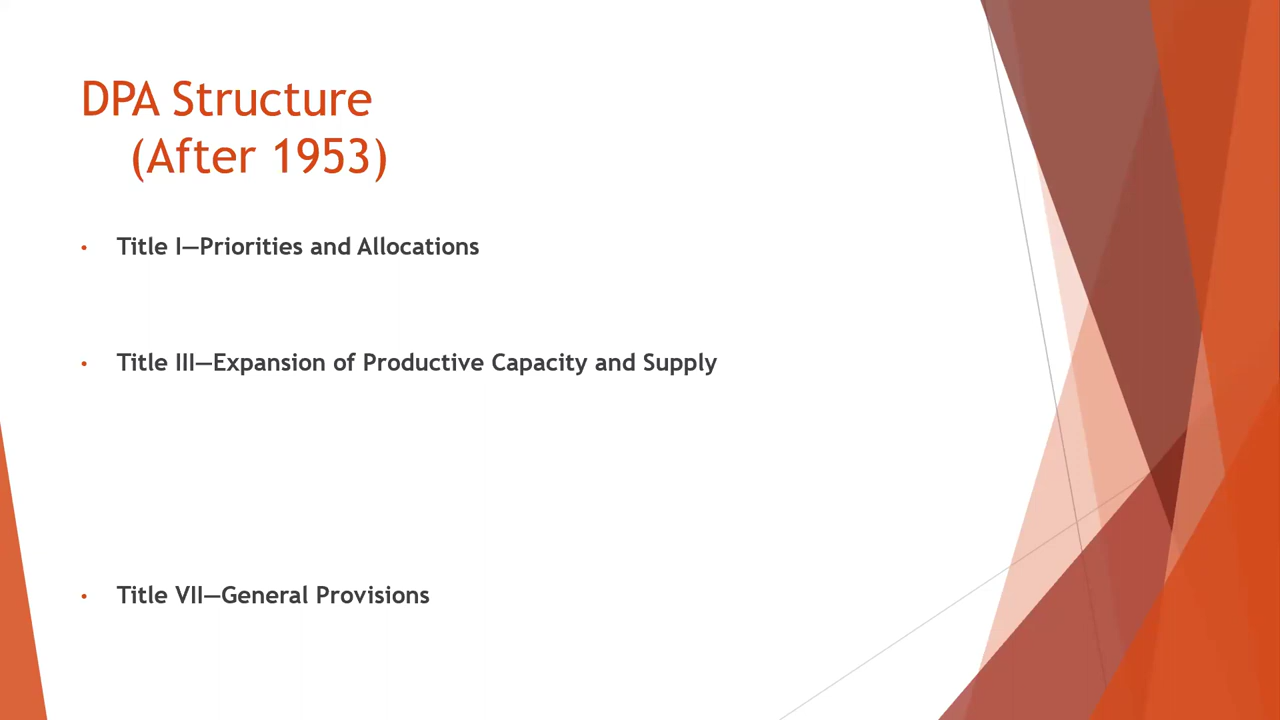 DPA Structure
(After 1953)
• Title I—Priorities and Allocations
• Title III—Expansion of Productive Capacity and Supply
• Title VII—General Provisions